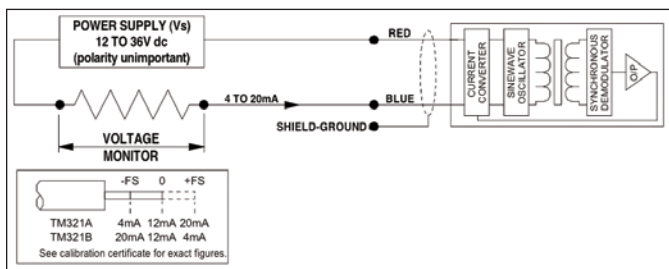 POWER SUPPLY (Vs)
12 TO 36V dc
(polarity unimportant)
RED
4 TO 20mA
BLUE
SHIELD-GROUND
VOLTAGE
MONITOR
CURRENT
CONVERTER
SINEWAVE
OSCILLATOR
SYNCHRONOUS
DEMODULATOR
O/P
-FS 0 +FS
TM321A 4mA 12mA 20mA
TM321B 20mA 12mA 4mA
See calibration certificate for exact figures.